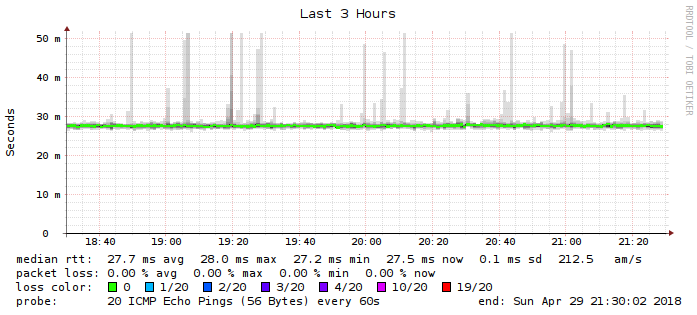 Last 3 Hours
RRDTOOL / TOBI OETIKER
Seconds
50 m
40 m
30 m
20 m
10 m
0
18:40 19:00 19:20 19:40 20:00 20:20 20:40 21:00 21:20
median rtt: 27.7 ms avg 28.0 ms max 27.2 ms min 27.5 ms now 0.1 ms sd 212.5 am/s
packet loss: 0.00 % avg 0.00 % max 0.00 % min 0.00 % now
loss color: 0 1/20 2/20 3/20 4/20 10/20 19/20
probe: 20 ICMP Echo Pings (56 Bytes) every 60s end: Sun Apr 29 21:30:02 2018